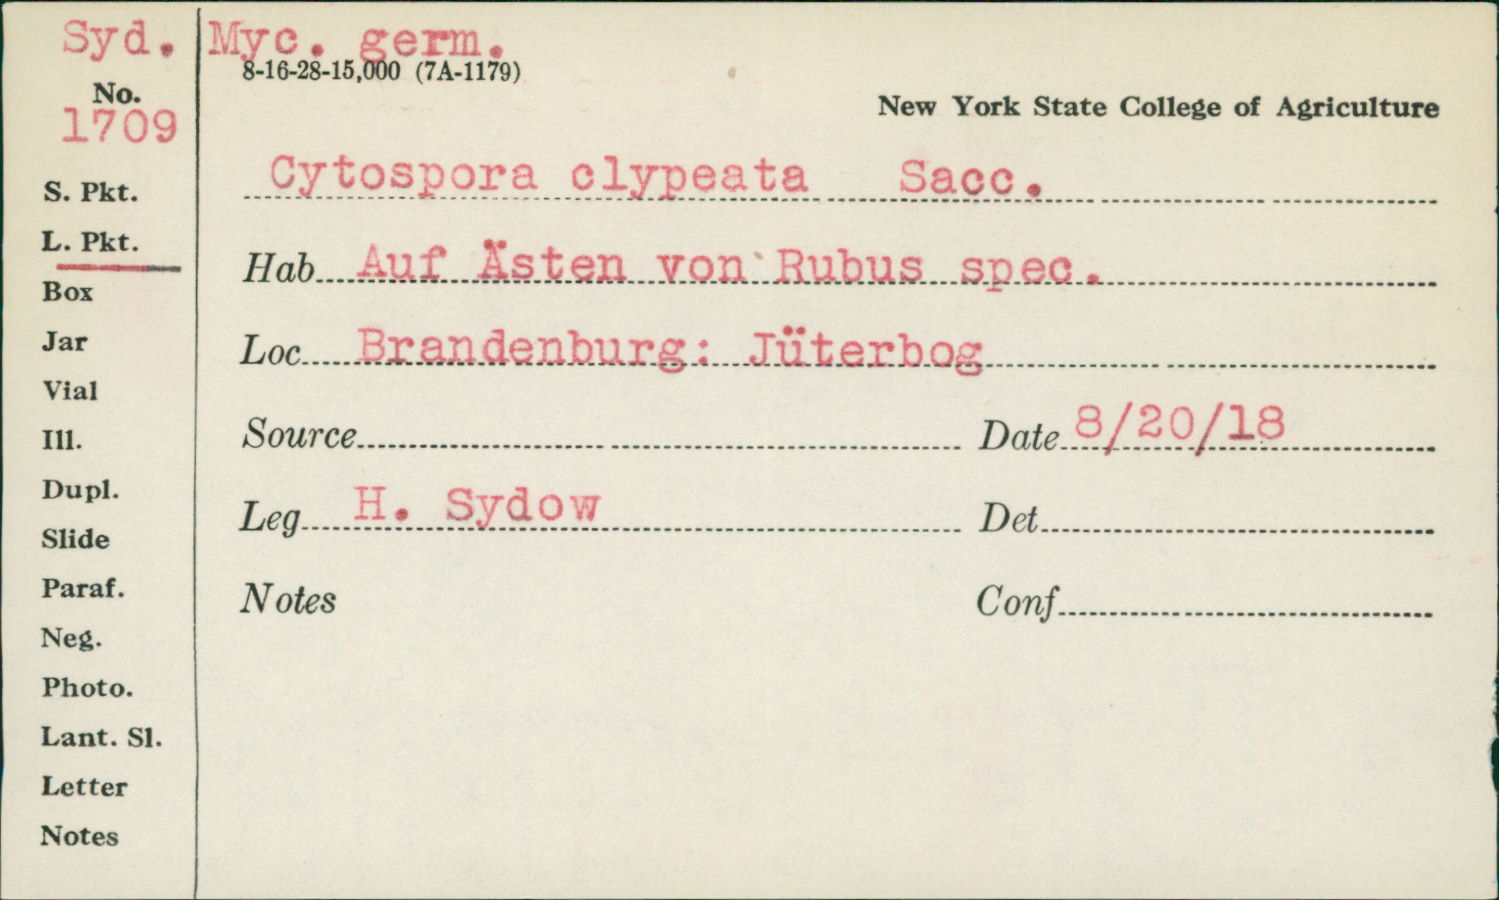 Syd. Myc. germ.
8-16-28-15,000 (7A-1179)
No.
1709
New York State College of Agriculture
Cytospora clypeata Sacc.
S. Pkt.
L. Pkt.
Hab Auf Ästen von Rubus spec.
Box
Jar
Loc Brandenburg: Jüterbog
Vial
Ill.
Source Date 8/20/18
Dupl.
Leg H. Sydow Det
Slide
Paraf.
Notes Conf
Neg.
Photo.
Lant. Sl.
Letter
Notes